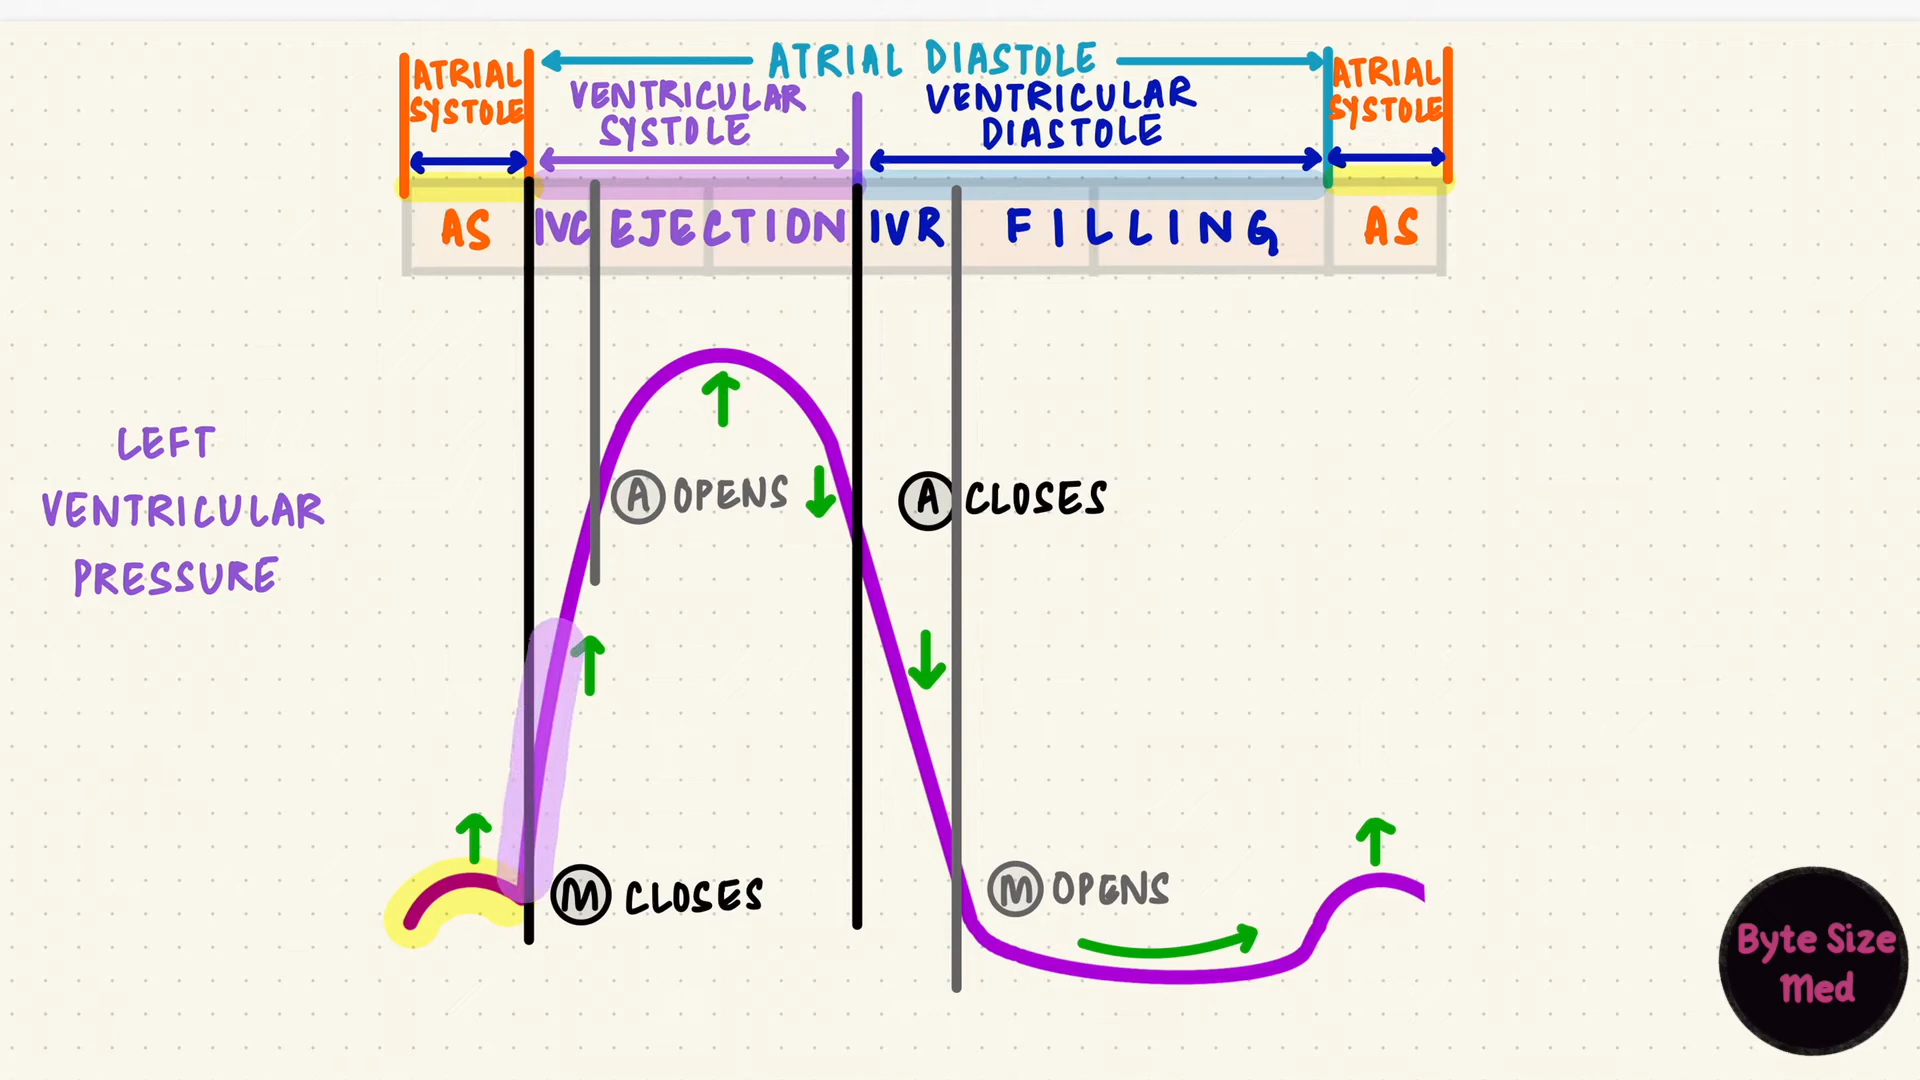 ATRIAL DIASTOLE
ATRIAL
SYSTOLE
VENTRICULAR
SYSTOLE
VENTRICULAR
DIASTOLE
ATRIAL
SYSTOLE
AS
IVC
EJECTION
IVR
FILLING
AS
LEFT
VENTRICULAR
PRESSURE
A OPENS
A CLOSES
M CLOSES
M OPENS
Byte Size
Med